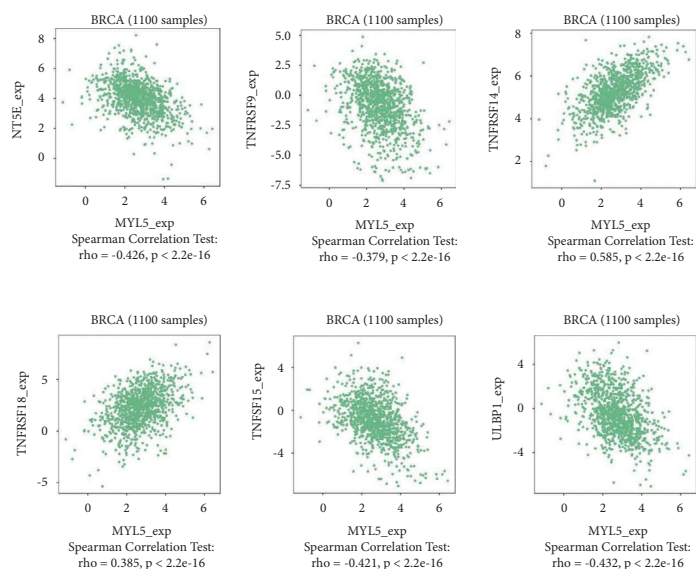 BRCA (1100 samples)
NT5E_exp
8
6
4
2
0
0 2 4 6
MYL5_exp
Spearman Correlation Test:
rho = -0.426, p < 2.2e-16
BRCA (1100 samples)
TNFRSF9_exp
5.0
2.5
0.0
-2.5
-5.0
-7.5
0 2 4 6
MYL5_exp
Spearman Correlation Test:
rho = -0.379, p < 2.2e-16
BRCA (1100 samples)
TNFRSF14_exp
8
6
4
2
0 2 4 6
MYL5_exp
Spearman Correlation Test:
rho = 0.585, p < 2.2e-16
BRCA (1100 samples)
TNFRSF18_exp
5
0
-5
0 2 4 6
MYL5_exp
Spearman Correlation Test:
rho = 0.385, p < 2.2e-16
BRCA (1100 samples)
TNFSF15_exp
4
0
-4
0 2 4 6
MYL5_exp
Spearman Correlation Test:
rho = -0.421, p < 2.2e-16
BRCA (1100 samples)
ULBP1_exp
4
0
-4
0 2 4 6
MYL5_exp
Spearman Correlation Test:
rho = -0.432, p < 2.2e-16